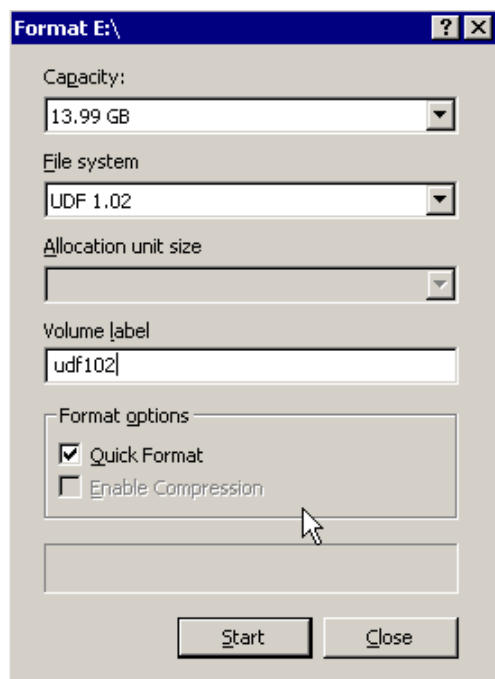 Format E:\
Capacity:
13.99 GB
File system
UDF 1.02
Allocation unit size
Volume label
udf102
Format options
Quick Format
Enable Compression
Start
Close